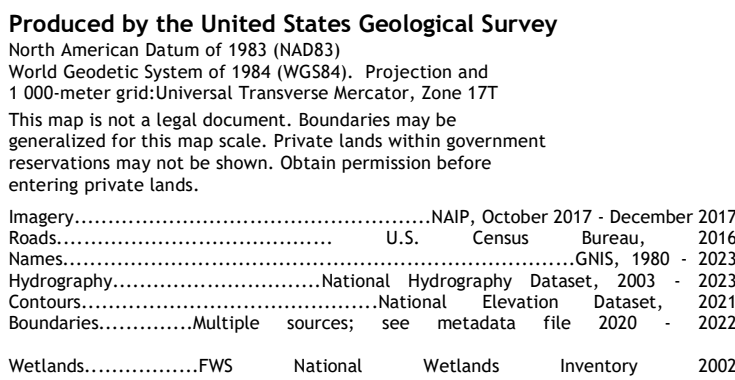 Produced by the United States Geological Survey
North American Datum of 1983 (NAD83)
World Geodetic System of 1984 (WGS84).  Projection and
1 000-meter grid:Universal Transverse Mercator, Zone 17T
This map is not a legal document. Boundaries may be
generalized for this map scale. Private lands within government
reservations may not be shown. Obtain permission before
entering private lands.
Imagery.....................................................NAIP, October 2017 - December 2017
Roads......................................... U.S. Census Bureau, 2016
Names............................................................................GNIS, 1980 - 2023
Hydrography...............................National Hydrography Dataset, 2003 - 2023
Contours............................................National Elevation Dataset, 2021
Boundaries..............Multiple sources; see metadata file 2020 - 2022
Wetlands.................FWS National Wetlands Inventory 2002